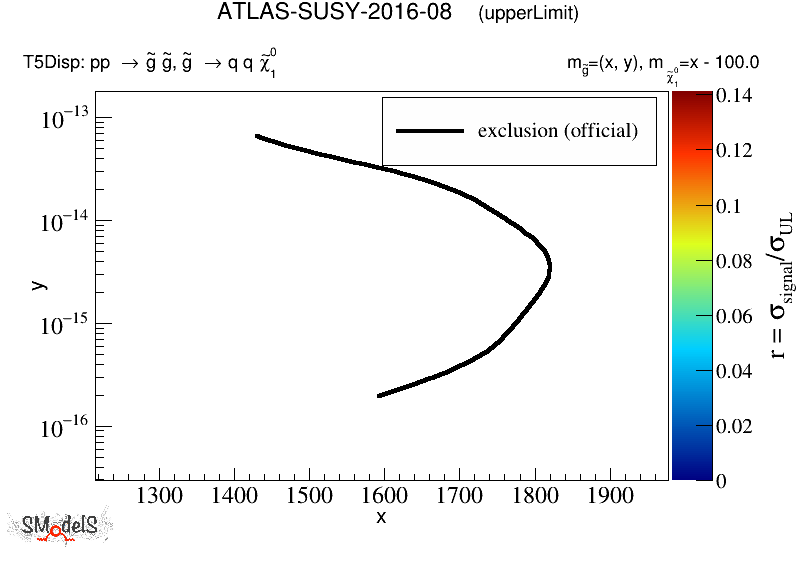 ATLAS-SUSY-2016-08 (upperLimit)
T5Disp: pp → g̃ g̃, g̃ → q q χ̃₁⁰
m_g̃=(x, y), m_χ̃₁⁰=x - 100.0
exclusion (official)
10⁻¹³
10⁻¹⁴
10⁻¹⁵
10⁻¹⁶
y
1300 1400 1500 1600 1700 1800 1900
x
0.14
0.12
0.1
0.08
0.06
0.04
0.02
0
r = σ_signal/σ_UL
SModelS